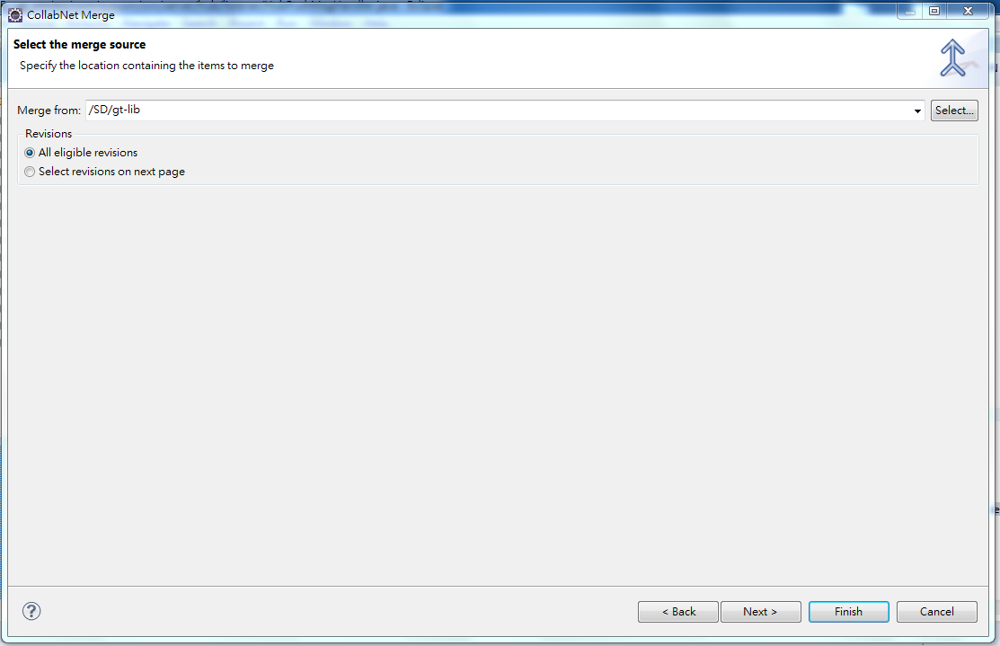 CollabNet Merge
Select the merge source
Specify the location containing the items to merge
Merge from: /SD/gt-lib Select...
Revisions
All eligible revisions
Select revisions on next page
? < Back Next > Finish Cancel